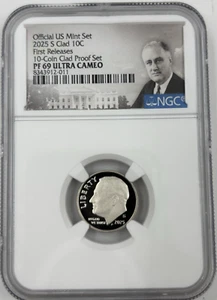 Official US Mint Set
2025 S Clad 10C
First Releases
10-Coin Clad Proof Set
PF 69 ULTRA CAMEO
8343912-011
NGC
LIBERTY
2025